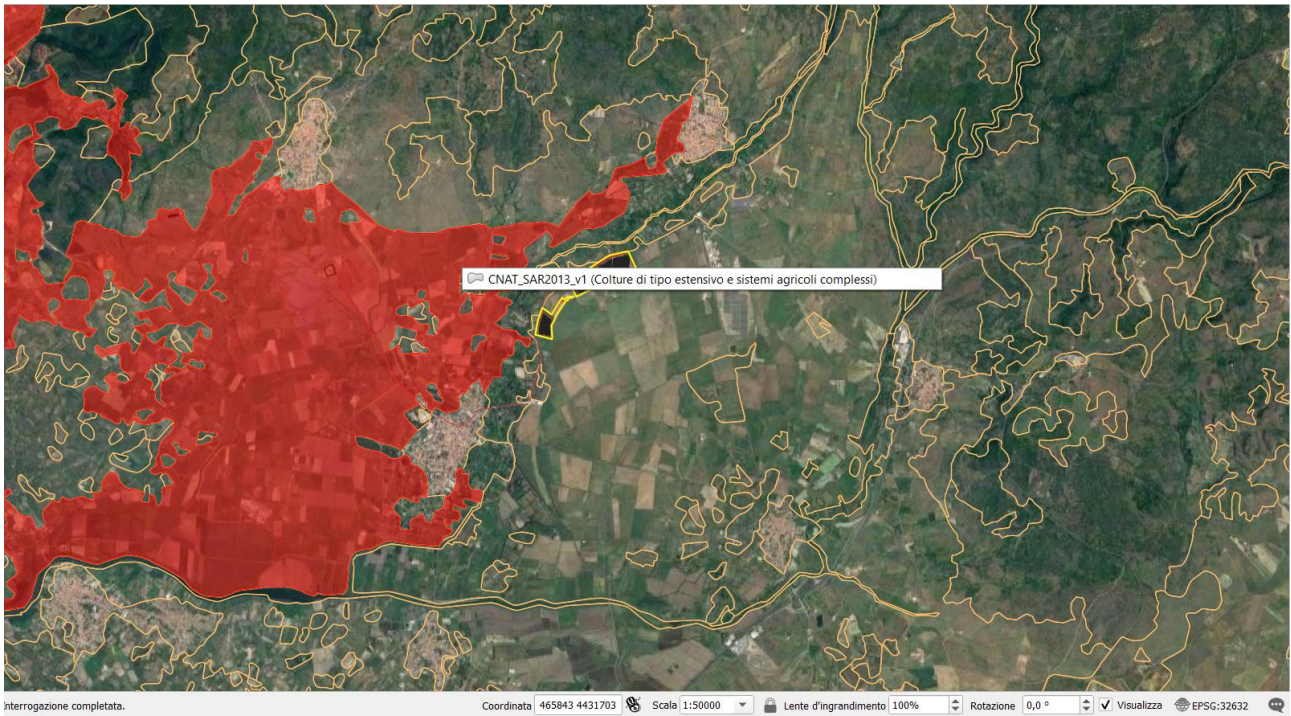 CNAT_SAR2013_v1 (Colture di tipo estensivo e sistemi agricoli complessi)
Interrogazione completata. Coordinata 465843 4431703 Scala 1:50000 Lente d'ingrandimento 100% Rotazione 0,0 ° Visualizza EPSG:32632